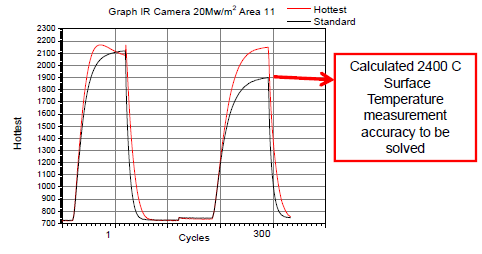 Graph IR Camera 20Mw/m² Area 11
Hottest
Standard
2300
2200
2100
2000
1900
1800
1700
1600
1500
1400
1300
1200
1100
1000
900
800
700
Hottest
1
300
Cycles
Calculated 2400 C
Surface
Temperature
measurement
accuracy to be
solved